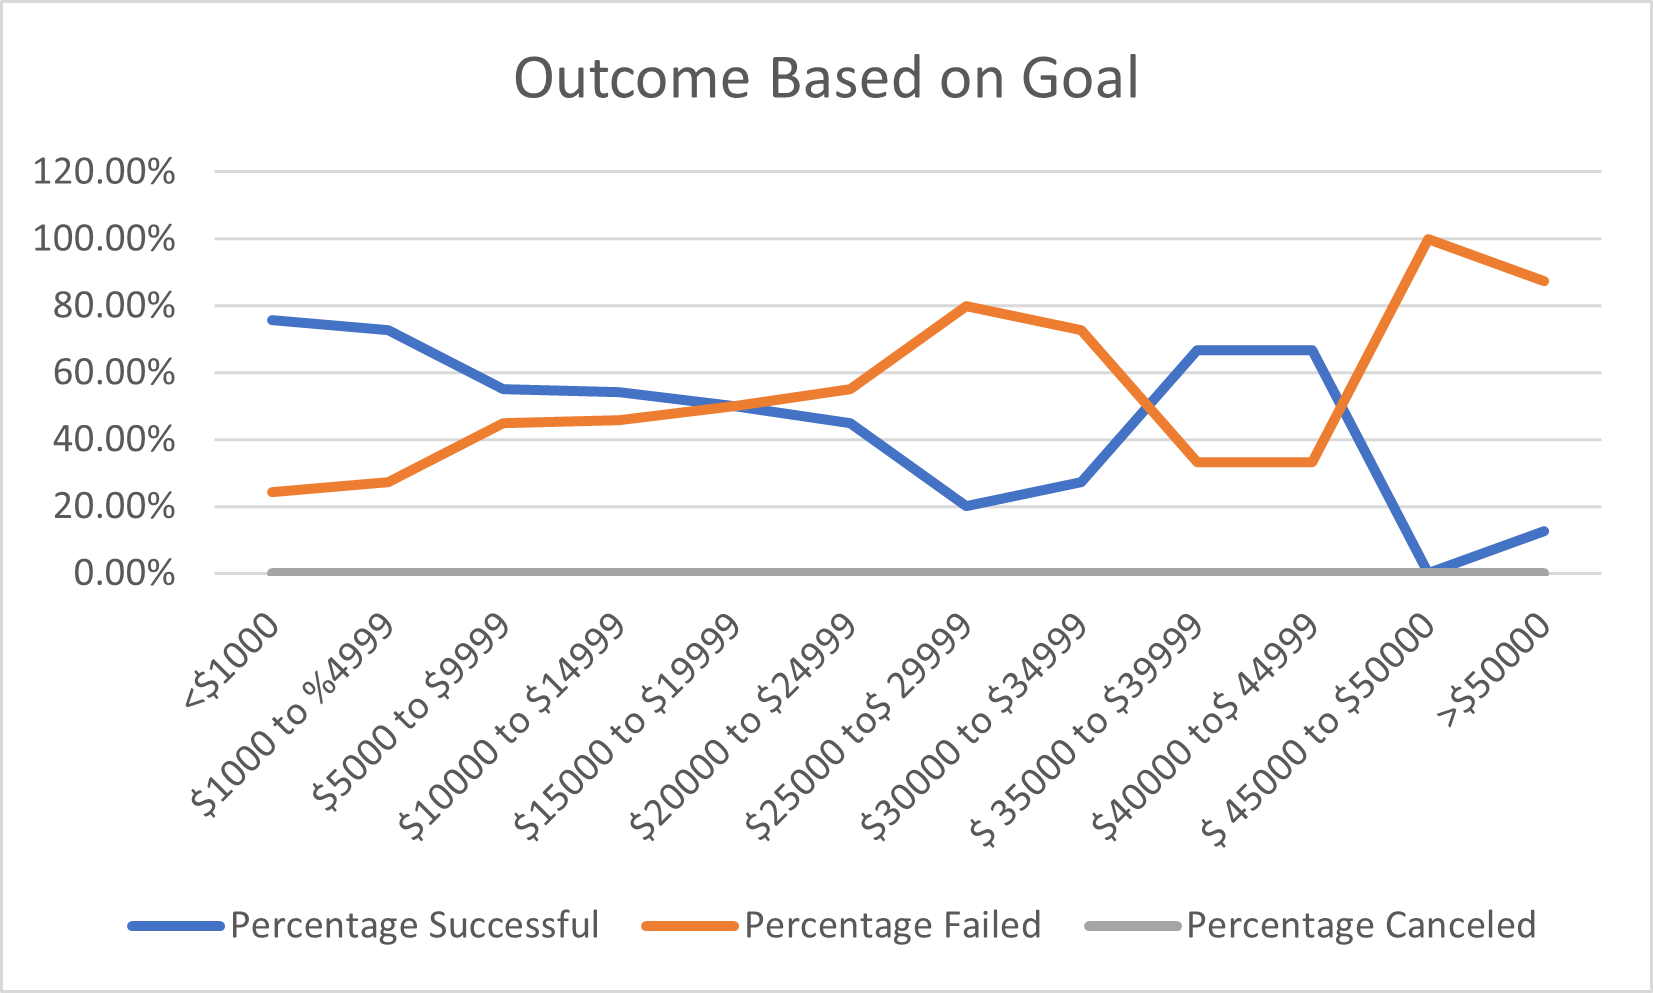 Outcome Based on Goal
120.00%
100.00%
80.00%
60.00%
40.00%
20.00%
0.00%
<$1000
$1000 to %4999
$5000 to $9999
$10000 to $14999
$15000 to $19999
$20000 to $24999
$25000 to$ 29999
$30000 to $34999
$ 35000 to $39999
$40000 to$ 44999
$ 45000 to $50000
>$50000
Percentage Successful
Percentage Failed
Percentage Canceled